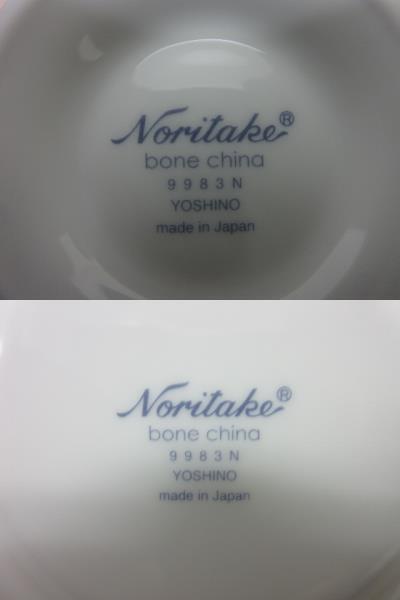 Noritake®
bone china
9983N
YOSHINO
made in Japan
Noritake®
bone china
9983N
YOSHINO
made in Japan